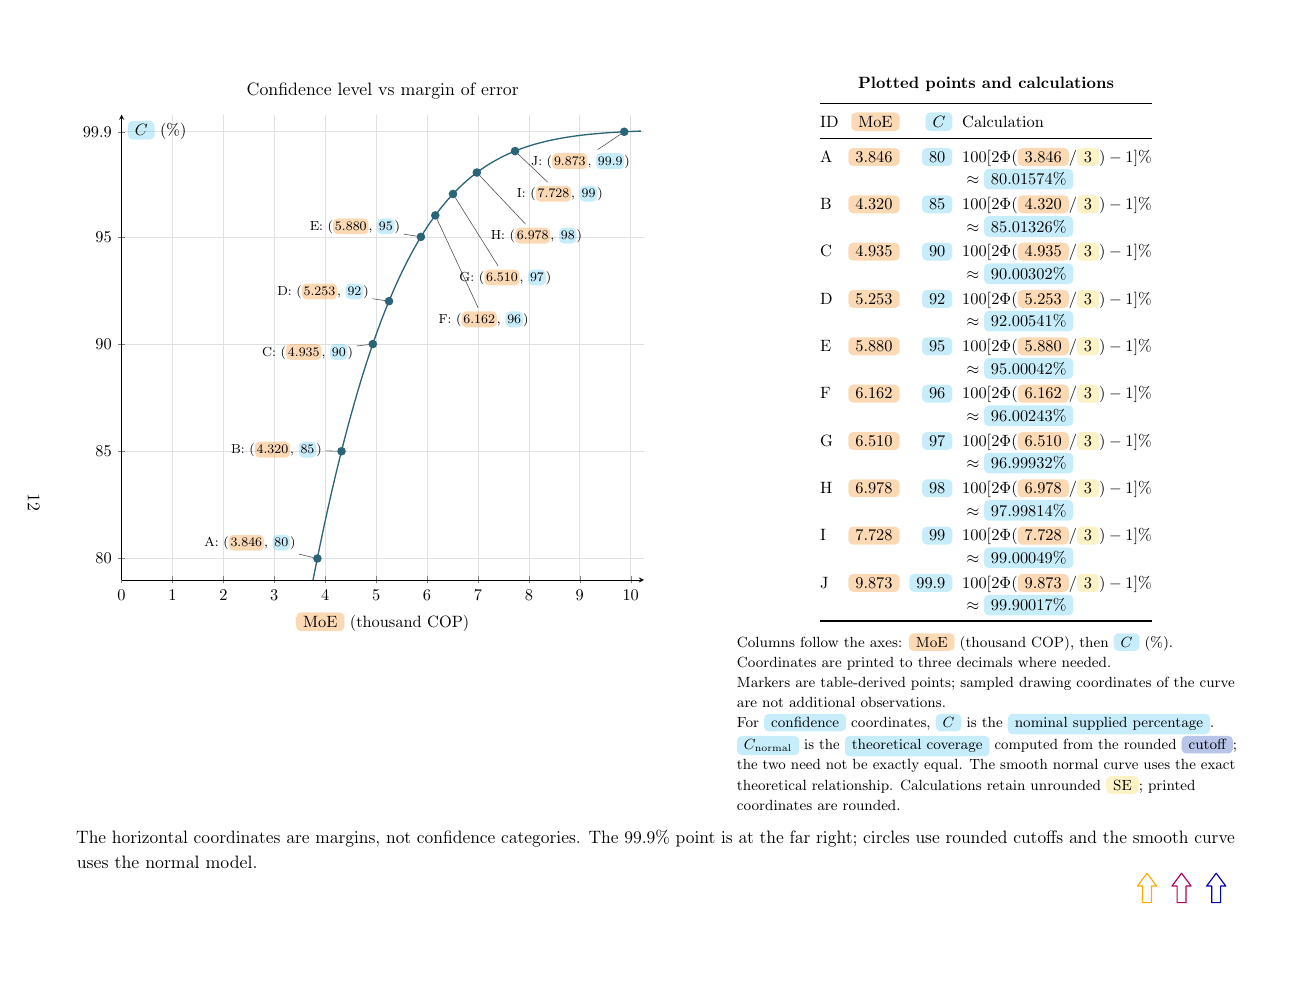 Confidence level vs margin of error
C (%)
99.9
95
90
85
80
0 1 2 3 4 5 6 7 8 9 10
MoE (thousand COP)
J: (9.873, 99.9)
I: (7.728, 99)
E: (5.880, 95)
H: (6.978, 98)
G: (6.510, 97)
D: (5.253, 92)
F: (6.162, 96)
C: (4.935, 90)
B: (4.320, 85)
A: (3.846, 80)
12
Plotted points and calculations
ID MoE C Calculation
A 3.846 80 100[2Φ(3.846/3) − 1]%
≈ 80.01574%
B 4.320 85 100[2Φ(4.320/3) − 1]%
≈ 85.01326%
C 4.935 90 100[2Φ(4.935/3) − 1]%
≈ 90.00302%
D 5.253 92 100[2Φ(5.253/3) − 1]%
≈ 92.00541%
E 5.880 95 100[2Φ(5.880/3) − 1]%
≈ 95.00042%
F 6.162 96 100[2Φ(6.162/3) − 1]%
≈ 96.00243%
G 6.510 97 100[2Φ(6.510/3) − 1]%
≈ 96.99932%
H 6.978 98 100[2Φ(6.978/3) − 1]%
≈ 97.99814%
I 7.728 99 100[2Φ(7.728/3) − 1]%
≈ 99.00049%
J 9.873 99.9 100[2Φ(9.873/3) − 1]%
≈ 99.90017%
Columns follow the axes: MoE (thousand COP), then C (%).
Coordinates are printed to three decimals where needed.
Markers are table-derived points; sampled drawing coordinates of the curve
are not additional observations.
For confidence coordinates, C is the nominal supplied percentage.
C_normal is the theoretical coverage computed from the rounded cutoff;
the two need not be exactly equal. The smooth normal curve uses the exact
theoretical relationship. Calculations retain unrounded SE; printed
coordinates are rounded.
The horizontal coordinates are margins, not confidence categories. The 99.9% point is at the far right; circles use rounded cutoffs and the smooth curve
uses the normal model.